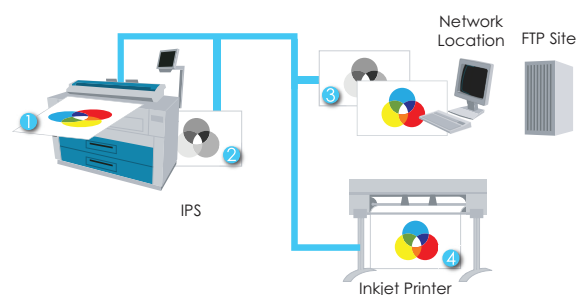 Network
Location
FTP Site
1
2
3
4
IPS
Inkjet Printer